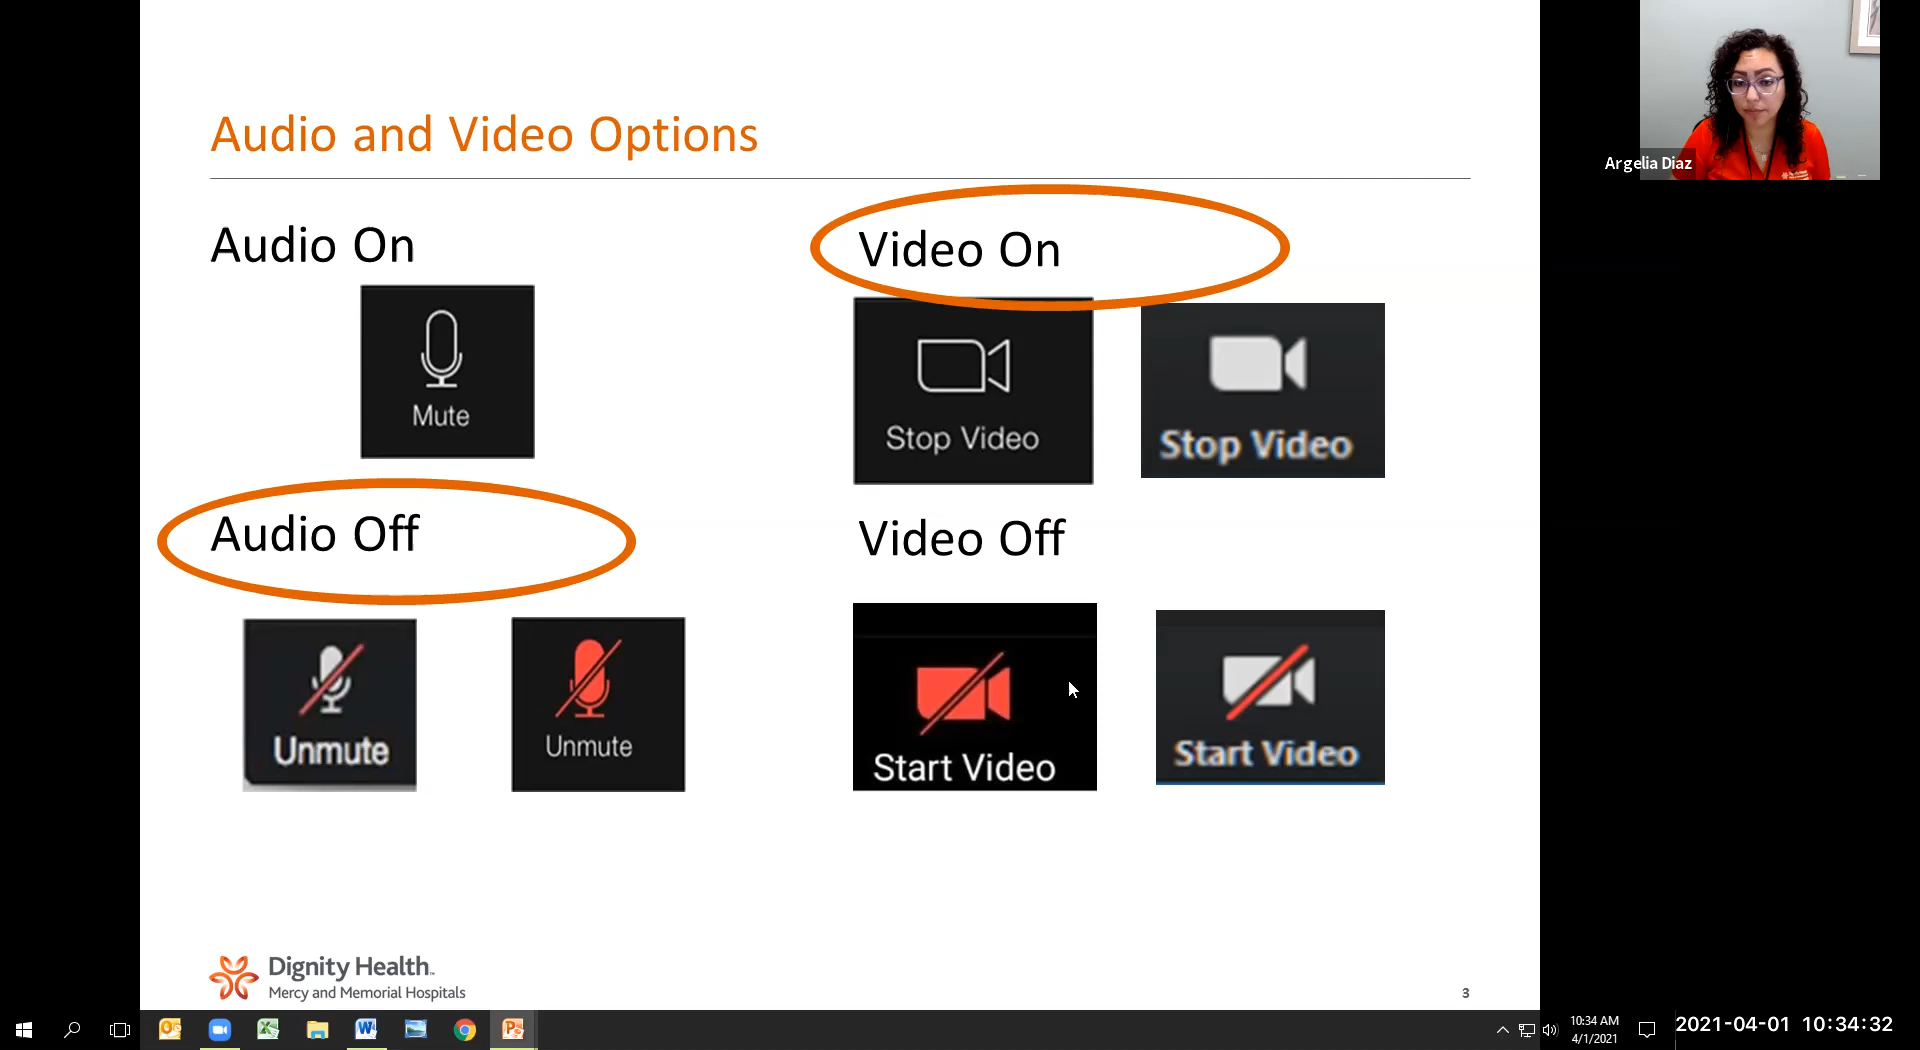 Audio and Video Options
Argelia Diaz
Audio On
Video On
Mute
Stop Video
Stop Video
Audio Off
Video Off
Unmute
Unmute
Start Video
Start Video
Dignity Health™
Mercy and Memorial Hospitals
3
10:34 AM
4/1/2021
2021-04-01 10:34:32